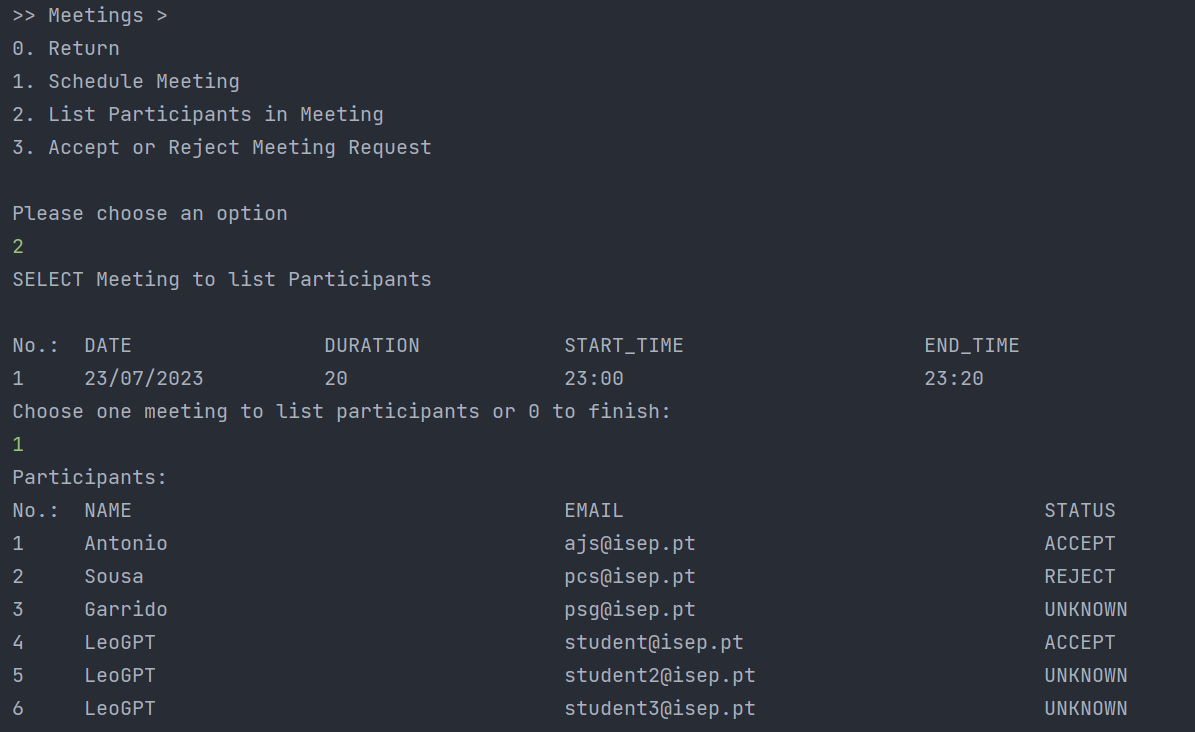 >> Meetings >
0. Return
1. Schedule Meeting
2. List Participants in Meeting
3. Accept or Reject Meeting Request
Please choose an option
2
SELECT Meeting to list Participants
No.: DATE DURATION START_TIME END_TIME
1 23/07/2023 20 23:00 23:20
Choose one meeting to list participants or 0 to finish:
1
Participants:
No.: NAME EMAIL STATUS
1 Antonio ajs@isep.pt ACCEPT
2 Sousa pcs@isep.pt REJECT
3 Garrido psg@isep.pt UNKNOWN
4 LeoGPT student@isep.pt ACCEPT
5 LeoGPT student2@isep.pt UNKNOWN
6 LeoGPT student3@isep.pt UNKNOWN